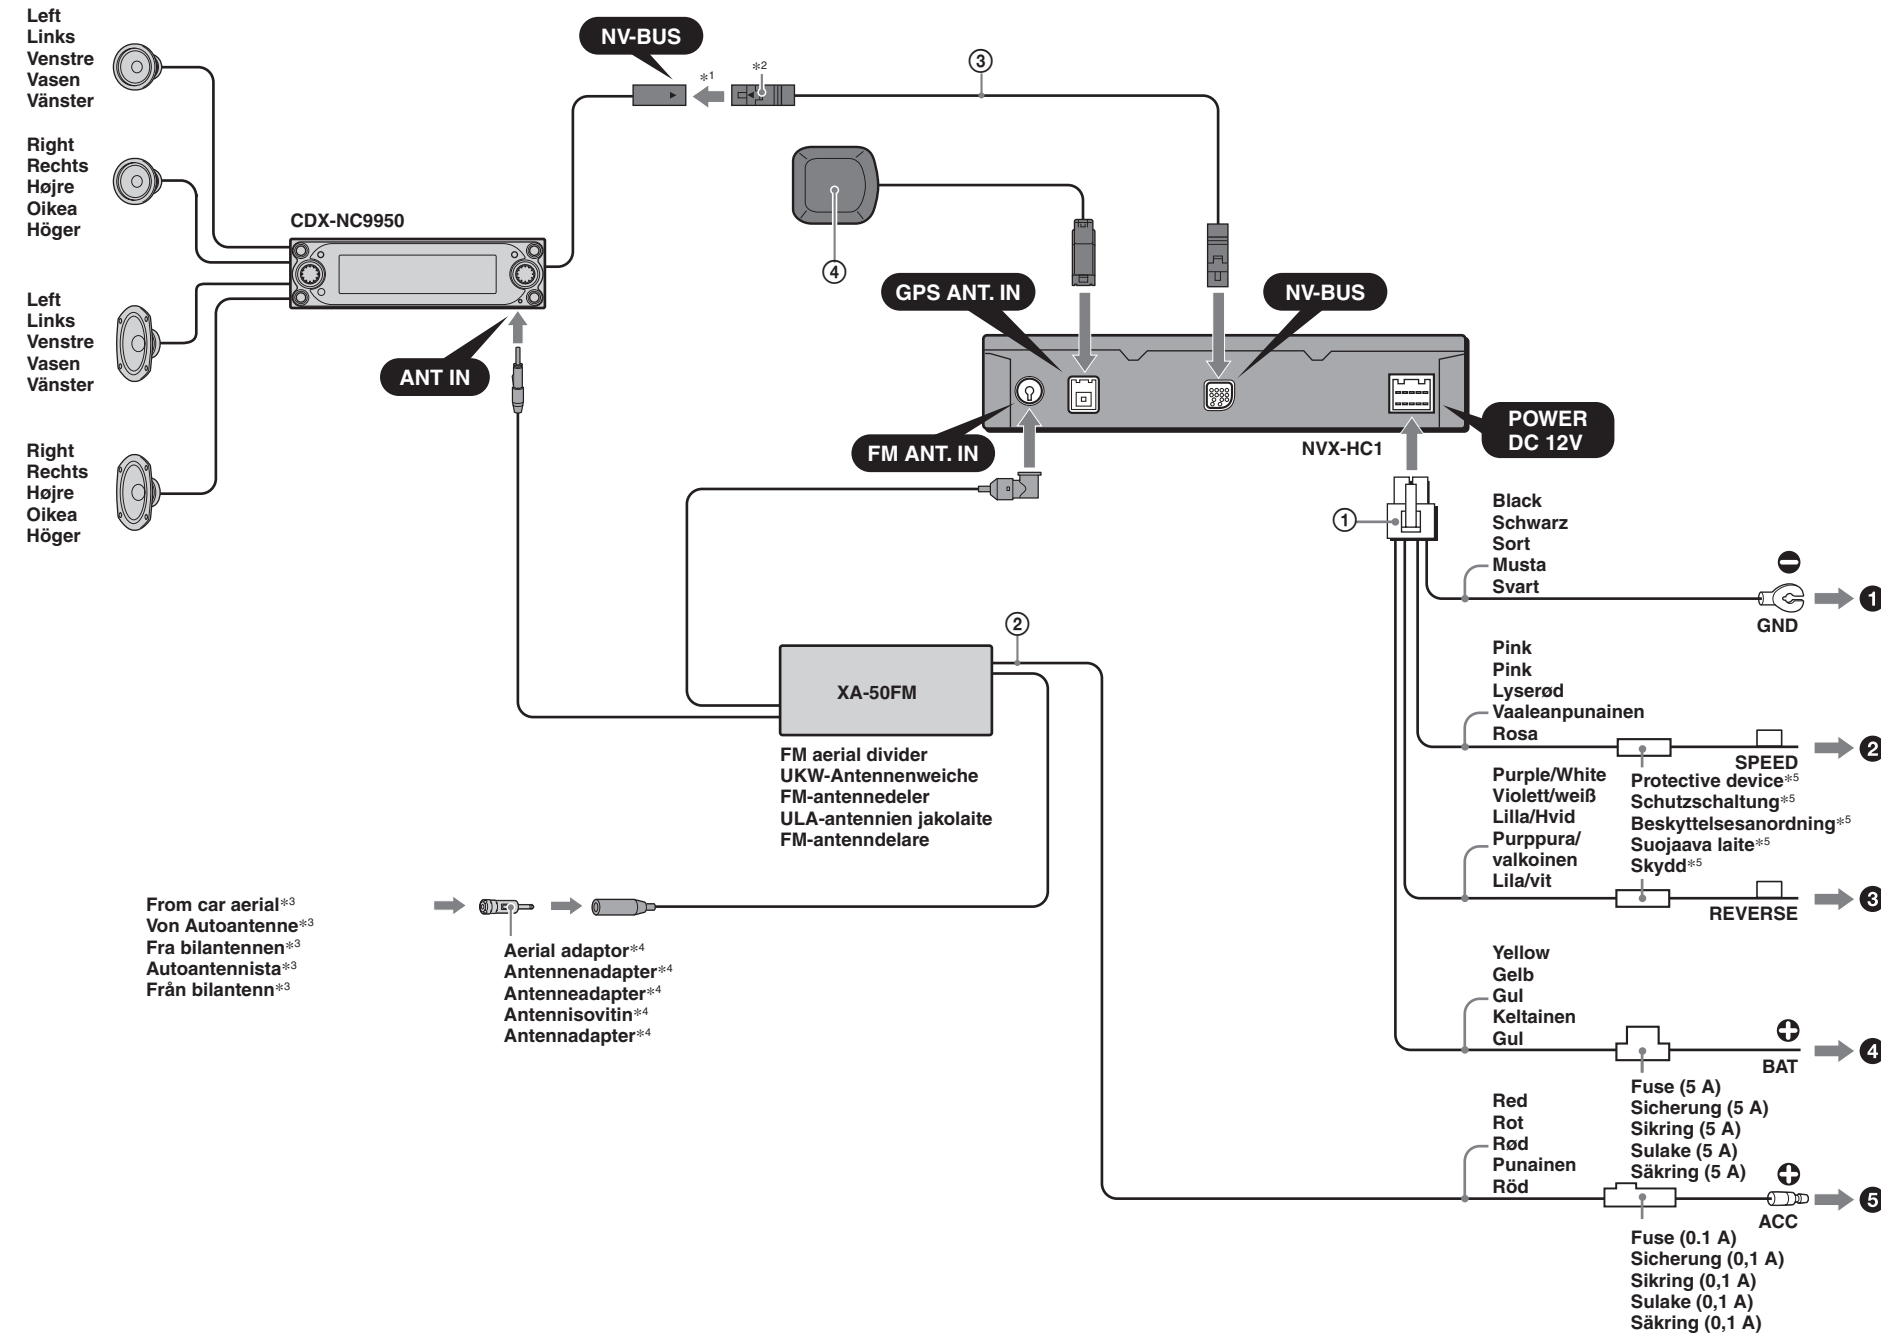 Left
Links
Venstre
Vasen
Vänster
Right
Rechts
Højre
Oikea
Höger
CDX-NC9950
Left
Links
Venstre
Vasen
Vänster
Right
Rechts
Højre
Oikea
Höger
ANT IN
NV-BUS
*1
*2
3
4
GPS ANT. IN
NV-BUS
FM ANT. IN
NVX-HC1
POWER
DC 12V
1
Black
Schwarz
Sort
Musta
Svart
GND
1
Pink
Pink
Lyserød
Vaaleanpunainen
Rosa
SPEED
2
Protective device*5
Schutzschaltung*5
Beskyttelsesanordning*5
Suojaava laite*5
Skydd*5
Purple/White
Violett/weiß
Lilla/Hvid
Purppura/
valkoinen
Lila/vit
REVERSE
3
Yellow
Gelb
Gul
Keltainen
Gul
BAT
4
Fuse (5 A)
Sicherung (5 A)
Sikring (5 A)
Sulake (5 A)
Säkring (5 A)
2
XA-50FM
FM aerial divider
UKW-Antennenweiche
FM-antennedeler
ULA-antennien jakolaite
FM-antenndelare
From car aerial*3
Von Autoantenne*3
Fra bilantennen*3
Autoantennista*3
Från bilantenn*3
Aerial adaptor*4
Antennenadapter*4
Antenneadapter*4
Antennisovitin*4
Antennadapter*4
Red
Rot
Rød
Punainen
Röd
ACC
5
Fuse (0.1 A)
Sicherung (0,1 A)
Sikring (0,1 A)
Sulake (0,1 A)
Säkring (0,1 A)